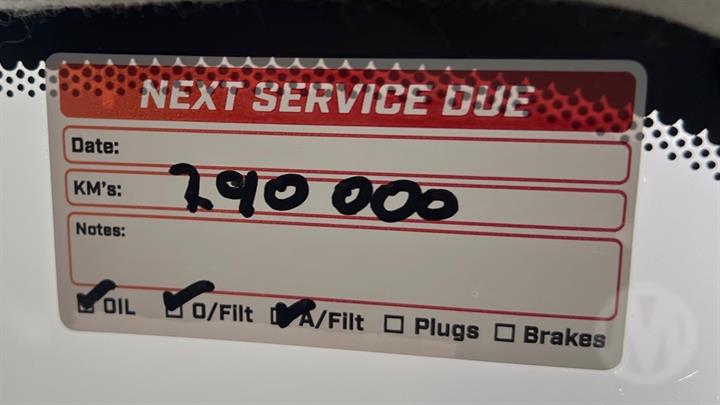 NEXT SERVICE DUE
Date:
KM's: 290 000
Notes:
OIL O/Filt A/Filt Plugs Brakes
M